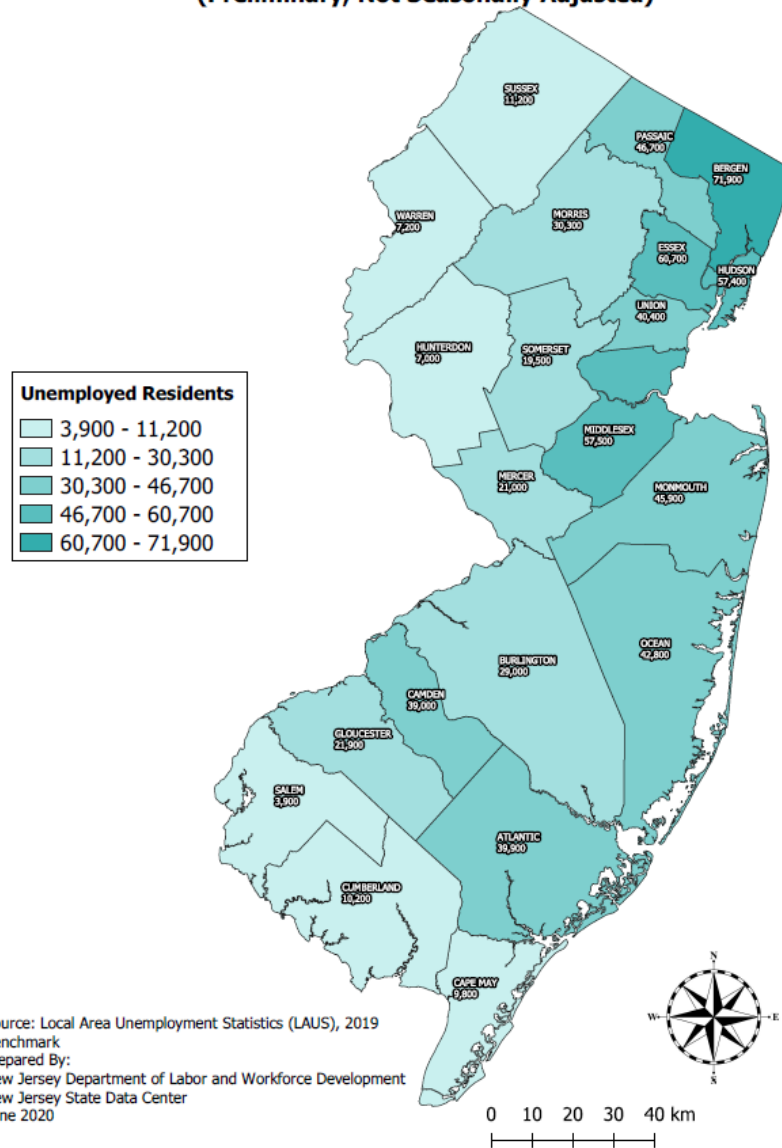 (Preliminary, Not Seasonally Adjusted)
SUSSEX
11,200
PASSAIC
46,700
BERGEN
71,900
WARREN
7,200
MORRIS
30,300
ESSEX
60,700
HUDSON
57,400
UNION
40,400
HUNTERDON
7,000
SOMERSET
19,500
Unemployed Residents
3,900 - 11,200
11,200 - 30,300
30,300 - 46,700
46,700 - 60,700
60,700 - 71,900
MIDDLESEX
57,500
MERCER
21,000
MONMOUTH
45,900
OCEAN
42,800
BURLINGTON
29,000
CAMDEN
39,000
GLOUCESTER
21,900
SALEM
3,900
ATLANTIC
39,900
CUMBERLAND
10,200
CAPE MAY
9,800
N
W
E
S
ource: Local Area Unemployment Statistics (LAUS), 2019
enchmark
epared By:
ew Jersey Department of Labor and Workforce Development
ew Jersey State Data Center
ne 2020
0 10 20 30 40 km